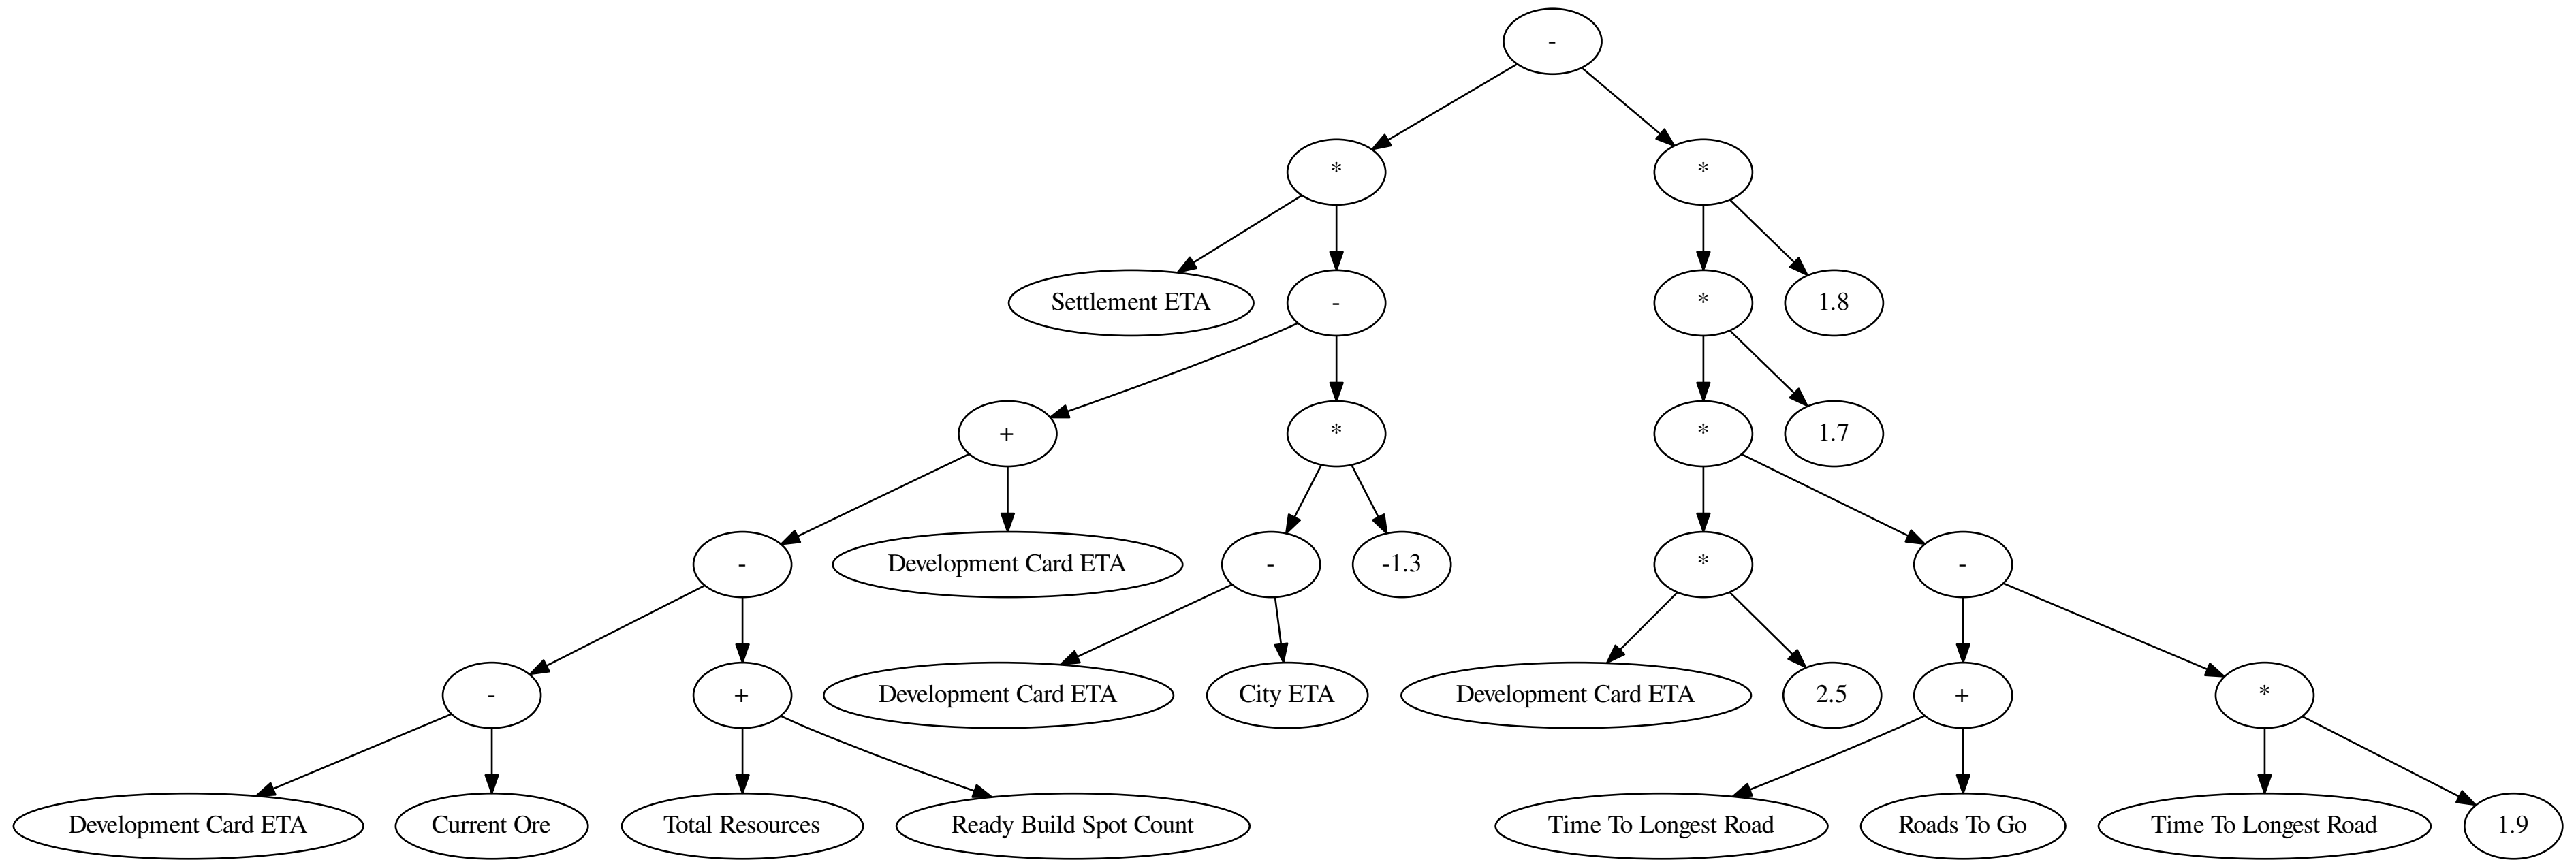 -
* *
Settlement ETA - * 1.8
+ * * 1.7
- Development Card ETA - -1.3 * -
- + Development Card ETA City ETA Development Card ETA 2.5 + *
Development Card ETA Current Ore Total Resources Ready Build Spot Count Time To Longest Road Roads To Go Time To Longest Road 1.9